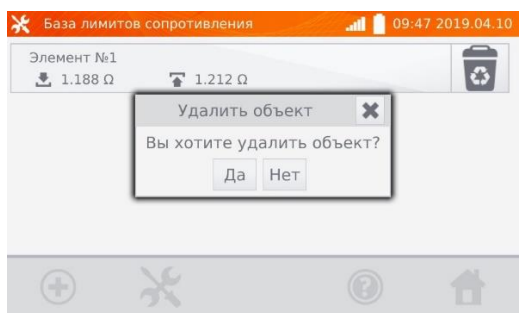 База лимитов сопротивления 09:47 2019.04.10
Элемент №1
1.188 Ω 1.212 Ω
Удалить объект
Вы хотите удалить объект?
Да Нет